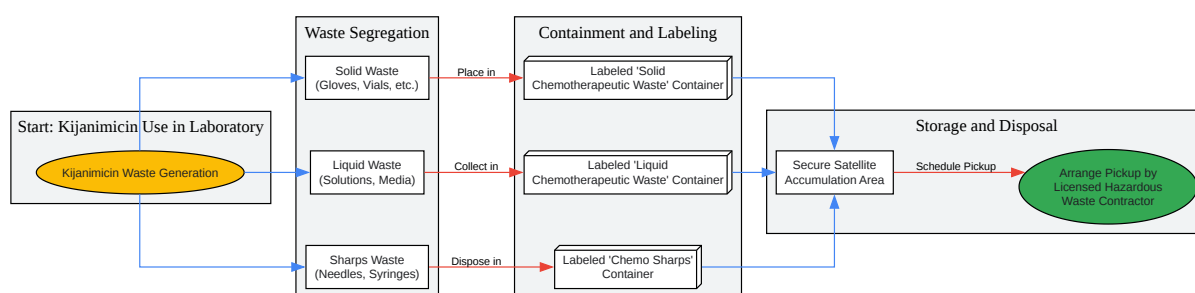 Waste Segregation
Containment and Labeling
Solid Waste
(Gloves, Vials, etc.)
Place in
Labeled 'Solid
Chemotherapeutic Waste' Container
Start: Kijanimicin Use in Laboratory
Storage and Disposal
Kijanimicin Waste Generation
Liquid Waste
(Solutions, Media)
Collect in
Labeled 'Liquid
Chemotherapeutic Waste' Container
Secure Satellite
Accumulation Area
Schedule Pickup
Arrange Pickup by
Licensed Hazardous
Waste Contractor
Sharps Waste
(Needles, Syringes)
Dispose in
Labeled 'Chemo Sharps'
Container